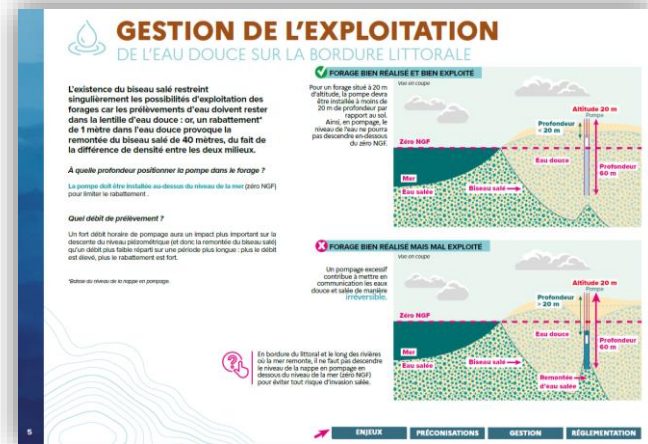 GESTION DE L'EXPLOITATION
DE L'EAU DOUCE SUR LA BORDURE LITTORALE
L'existence du biseau salé restreint
singulièrement les possibilités d'exploitation des
forages car les prélèvements d'eau doivent rester
dans la lentille d'eau douce : or, un rabattement*
de 1 mètre dans l'eau douce provoque la
remontée du biseau salé de 40 mètres, du fait de
la différence de densité entre les deux milieux.
À quelle profondeur positionner la pompe dans le forage ?
La pompe doit être installée au-dessus du niveau de la mer (zéro NGF)
pour limiter le rabattement .
Quel débit de prélèvement ?
Un fort débit horaire de pompage aura un impact plus important sur la
descente du niveau piézométrique (et donc la remontée du biseau salé)
qu'un débit plus faible réparti sur une période plus longue : plus le débit
est élevé, plus le rabattement est fort.
*Baisse du niveau de la nappe en pompage.
En bordure du littoral et le long des rivières
où la mer remonte, il ne faut pas descendre
le niveau de la nappe en pompage en
dessous du niveau de la mer (zéro NGF)
pour éviter tout risque d'invasion salée.
FORAGE BIEN RÉALISÉ ET BIEN EXPLOITÉ
Vue en coupe
Pour un forage situé à 20 m
d'altitude, la pompe devra
être installée à moins de
20 m de profondeur par
rapport au sol.
Ainsi, en pompage, le
niveau de l'eau ne pourra
pas descendre en-dessous
du zéro NGF.
Altitude 20 m
Pompe
Profondeur
< 20 m
Zéro NGF
Eau douce
Profondeur
60 m
Mer
Eau salée
Biseau salé
FORAGE BIEN RÉALISÉ MAIS MAL EXPLOITÉ
Vue en coupe
Un pompage excessif
contribue à mettre en
communication les eaux
douce et salée de manière
irréversible.
Altitude 20 m
Pompe
Profondeur
> 20 m
Zéro NGF
Eau douce
Profondeur
60 m
Mer
Eau salée
Biseau salé
Remontée
d'eau salée
5
ENJEUX
PRÉCONISATIONS
GESTION
RÉGLEMENTATION